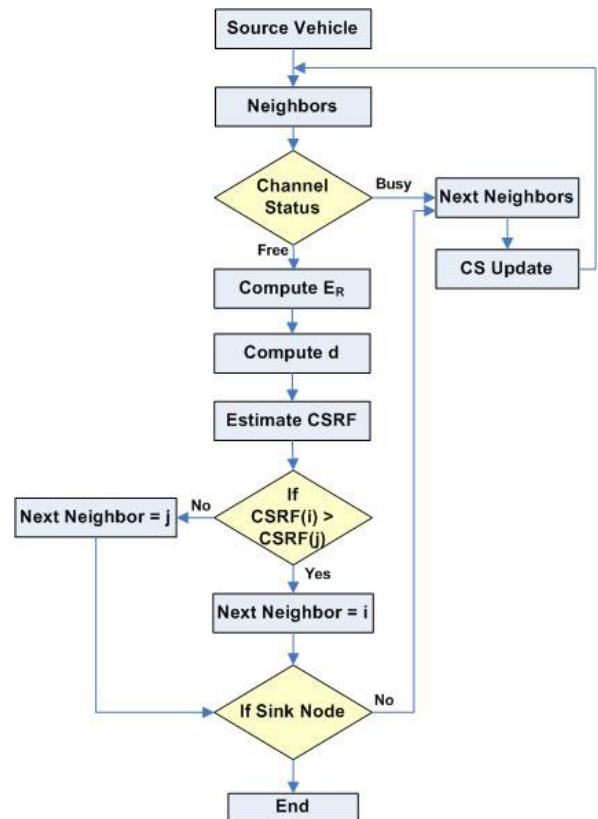 Source Vehicle
Neighbors
Channel
Status
Busy
Next Neighbors
CS Update
Free
Compute E_R
Compute d
Estimate CSRF
If
CSRF(i) >
CSRF(j)
No
Next Neighbor = j
Yes
Next Neighbor = i
If Sink Node
No
End